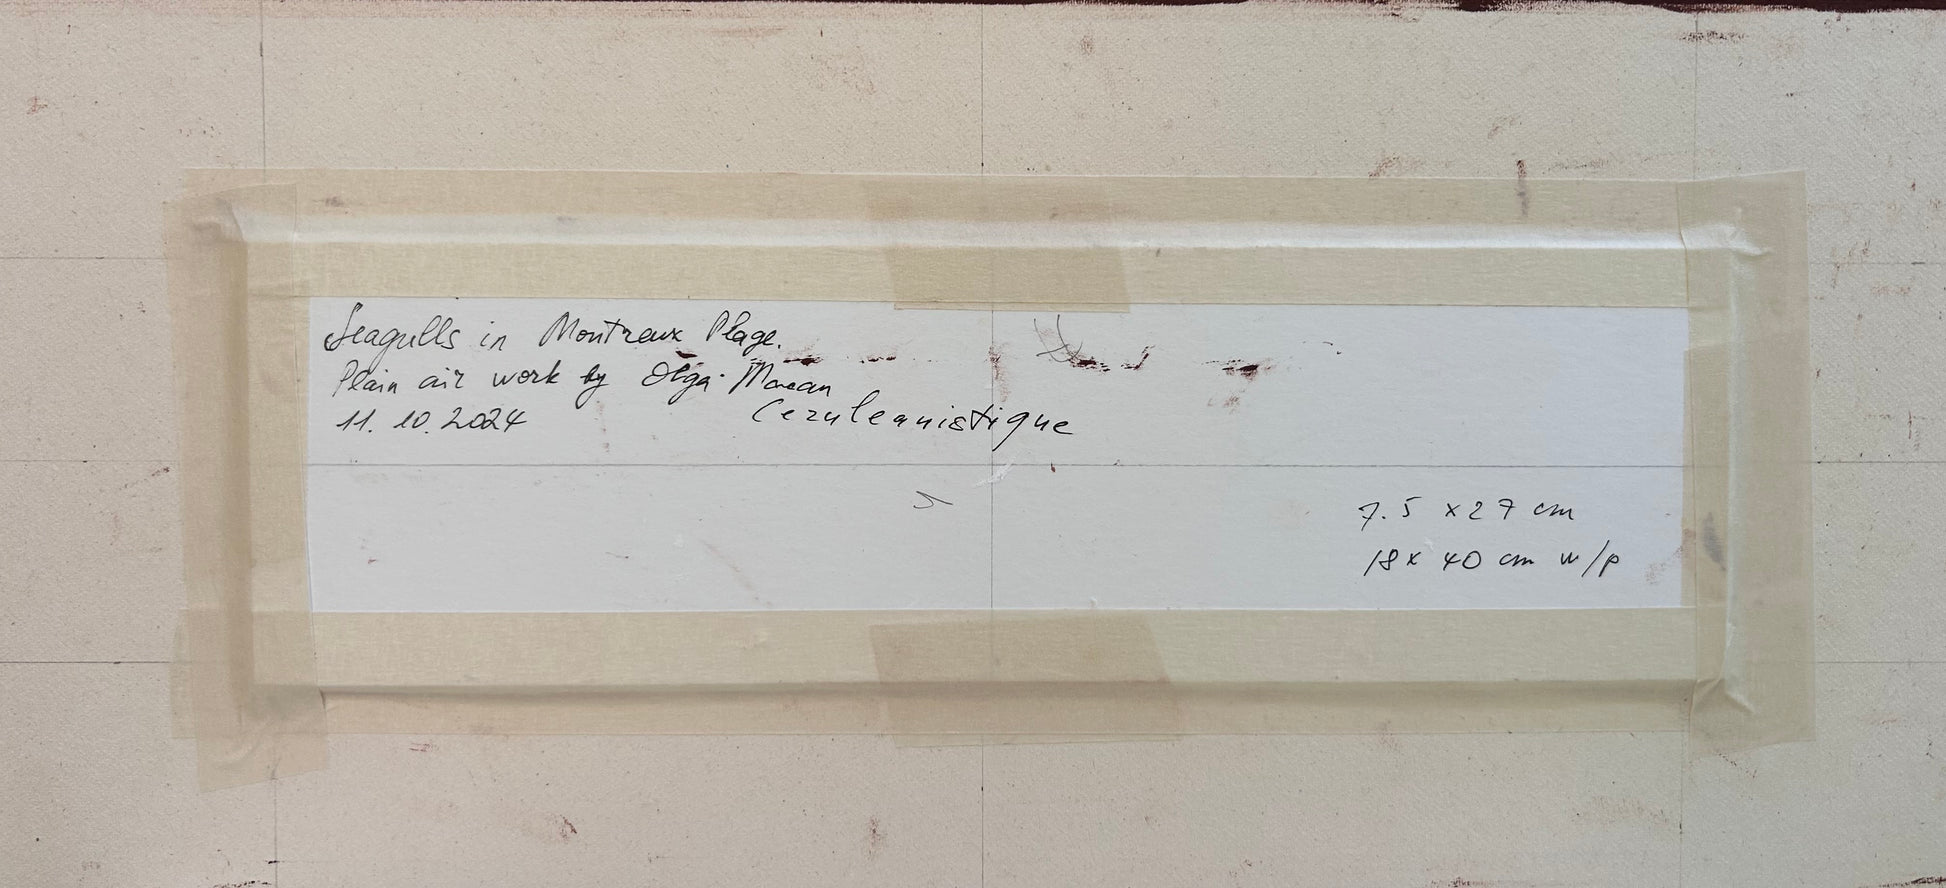 Seagulls in Montreux Plage.
Plain air work by Olga
11. 10. 2024
Ceruleanistique
7.5 x 27 cm
18 x 40 cm w/p